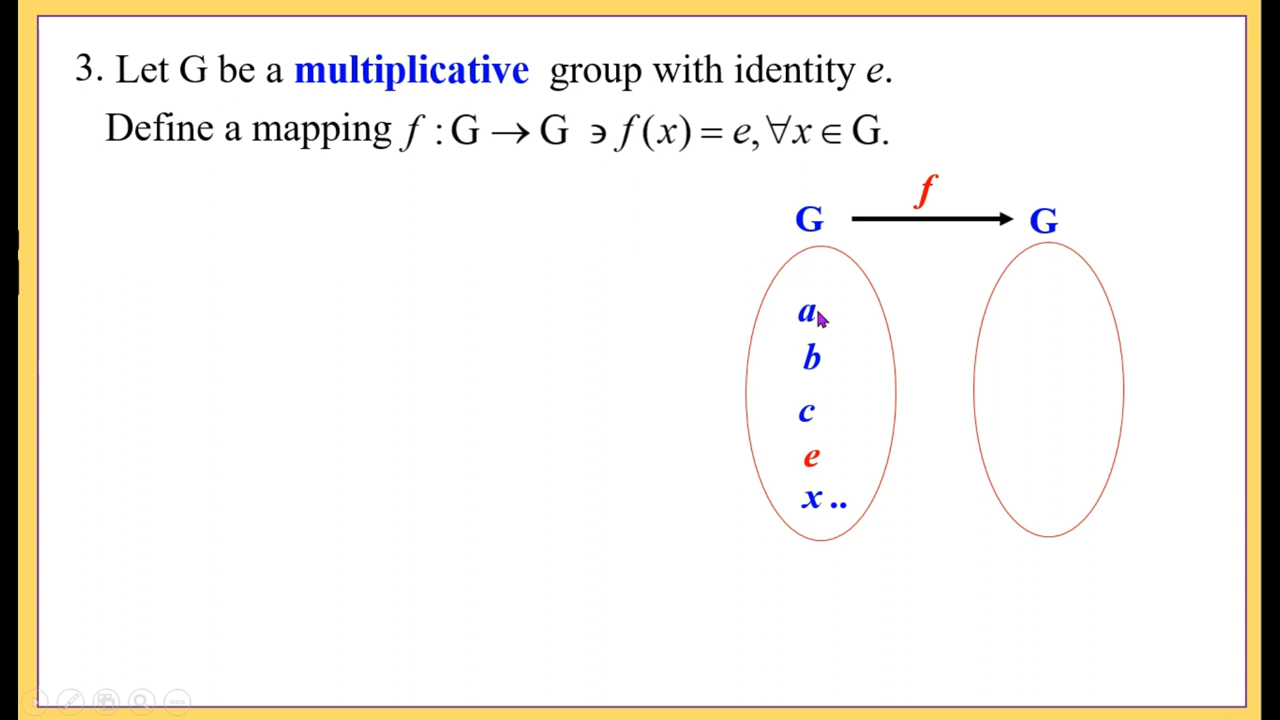 3. Let G be a multiplicative group with identity e.
Define a mapping f : G → G ∋ f(x) = e, ∀x ∈ G.
f
G G
a
b
c
e
x ..